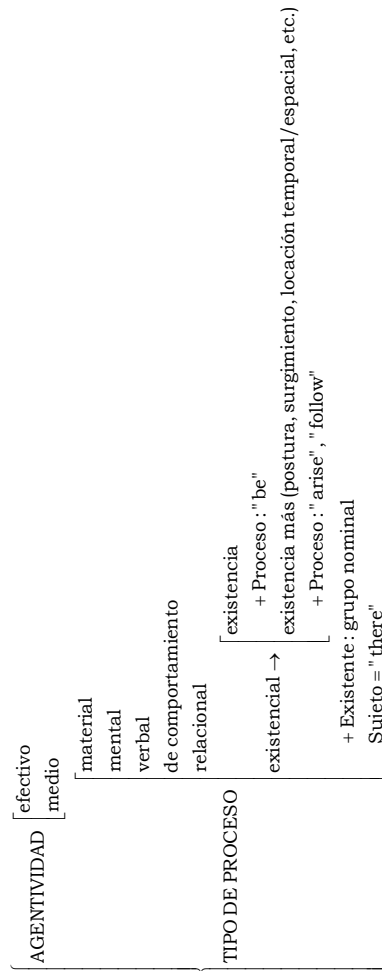 AGENTIVIDAD
efectivo
medio
TIPO DE PROCESO
material
mental
verbal
de comportamiento
relacional
existencial →
existencia
+ Proceso : " be"
existencia más (postura, surgimiento, locación temporal/espacial, etc.)
+ Proceso : " arise" , " follow"
+ Existente : grupo nominal
Sujeto = " there"